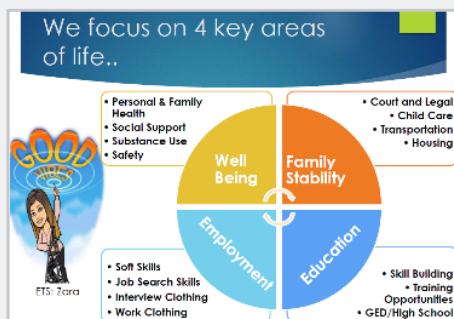 We focus on 4 key areas
of life..
• Personal & Family
Health
• Social Support
• Substance Use
• Safety
• Court and Legal
• Child Care
• Transportation
• Housing
Well
Being
Family
Stability
GOOD
VIBES
ETS: Zara
Employment
Education
• Soft Skills
• Job Search Skills
• Interview Clothing
• Work Clothing
• Skill Building
• Training
Opportunities
• GED/High School